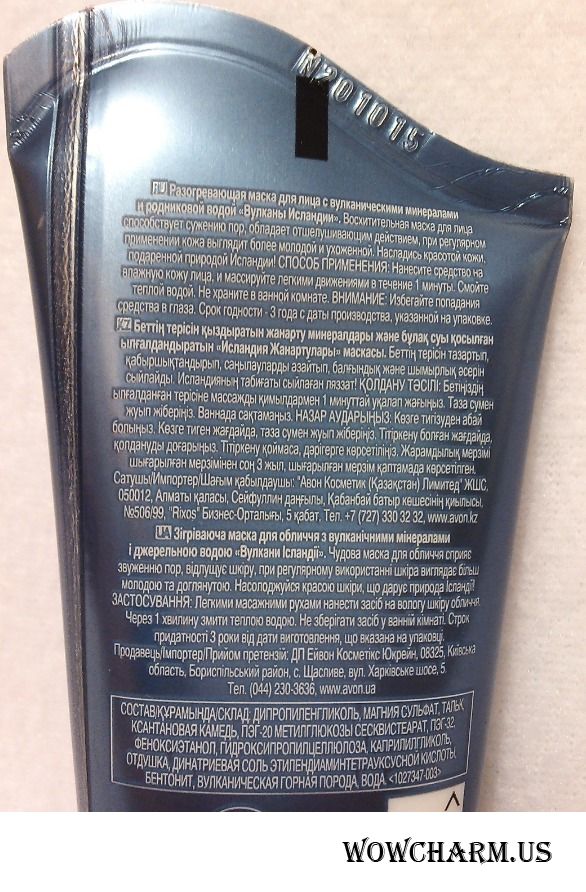 N201015
RU Разогревающая маска для лица с вулканическими минералами
и родниковой водой «Вулканы Исландии». Восхитительная маска для лица
способствует сужению пор, обладает отшелушивающим действием, при регулярном
применении кожа выглядит более молодой и ухоженной. Насладись красотой кожи,
подаренной природой Исландии! СПОСОБ ПРИМЕНЕНИЯ: Нанесите средство на
влажную кожу лица, и массируйте легкими движениями в течение 1 минуты. Смойте
теплой водой. Не храните в ванной комнате. ВНИМАНИЕ: Избегайте попадания
средства в глаза. Срок годности - 3 года с даты производства, указанной на упаковке.
KZ Беттің терісін қыздыратын жанарту минералдары және бұлақ суы қосылған
ылғалдандыратын «Исландия Жанартулары» маскасы. Беттің терісін тазартып,
қабыршықтандырып, саңылауларды азайтып, балғындық және шымырлық әсерін
сыйлайды. Исландияның табиғаты сыйлаған ляззат! ҚОЛДАНУ ТӘСІЛІ: Бетіңіздің
ылғалданған терісіне массажды қимылдармен 1 минуттай уқалап жағыңыз. Таза сумен
жуып жіберіңіз. Ваннада сақтамаңыз. НАЗАР АУДАРЫҢЫЗ: Көзге тигізуден абай
болыңыз. Көзге тиген жағдайда, таза сумен жуып жіберіңіз. Тітіркену болған жағдайда,
қолдануды доғарыңыз. Тітіркену қоймаса, дәрігерге көрсетіліңіз. Жарамдылық мерзімі
шығарылған мерзімінен соң 3 жыл, шығарылған мерзім қаптамада көрсетілген.
Сатушы/Импортер/Шағым қабылдаушы: "Авон Косметик (Қазақстан) Лимитед" ЖШС,
050012, Алматы қаласы, Сейфуллин даңғылы, Қабанбай батыр көшесінің қиылысы,
№506/99, "Rixos" Бизнес-Орталығы, 5 қабат, Тел. +7 (727) 330 32 32, www.avon.kz
UA Зігріваюча маска для обличчя з вулканічними мінералами
і джерельною водою «Вулкани Ісландії». Чудова маска для обличчя сприяє
звуженню пор, відлущує шкіру, при регулярному використанні шкіра виглядає більш
молодою та доглянутою. Насолоджуйся красою шкіри, що дарує природа Ісландії!
ЗАСТОСУВАННЯ: Легкими масажними рухами нанести засіб на вологу шкіру обличчя.
Через 1 хвилину змити теплою водою. Не зберігати засіб у ванній кімнаті. Строк
придатності 3 роки від дати виготовлення, що вказана на упаковці.
Продавець/Імпортер/Прийом претензій: ДП Ейвон Косметікс Юкрейн, 08325, Київська
область, Бориспільський район, с. Щасливе, вул. Харківське шосе, 5.
Тел. (044) 230-3636, www.avon.ua
СОСТАВ/ҚҰРАМЫНДА/СКЛАД: ДИПРОПИЛЕНГЛИКОЛЬ, МАГНИЯ СУЛЬФАТ, ТАЛЬК
КСАНТАНОВАЯ КАМЕДЬ, ПЭГ-20 МЕТИЛГЛЮКОЗЫ СЕСКВИСТЕАРАТ, ПЭГ-32,
ФЕНОКСИЭТАНОЛ, ГИДРОКСИПРОПИЛЦЕЛЛЮЛОЗА, КАПРИЛИЛГЛИКОЛЬ,
ОТДУШКА, ДИНАТРИЕВАЯ СОЛЬ ЭТИЛЕНДИАМИНТЕТРАУКСУСНОЙ КИСЛОТЫ,
БЕНТОНИТ, ВУЛКАНИЧЕСКАЯ ГОРНАЯ ПОРОДА, ВОДА. <1027347-003>
WOWCHARM.US